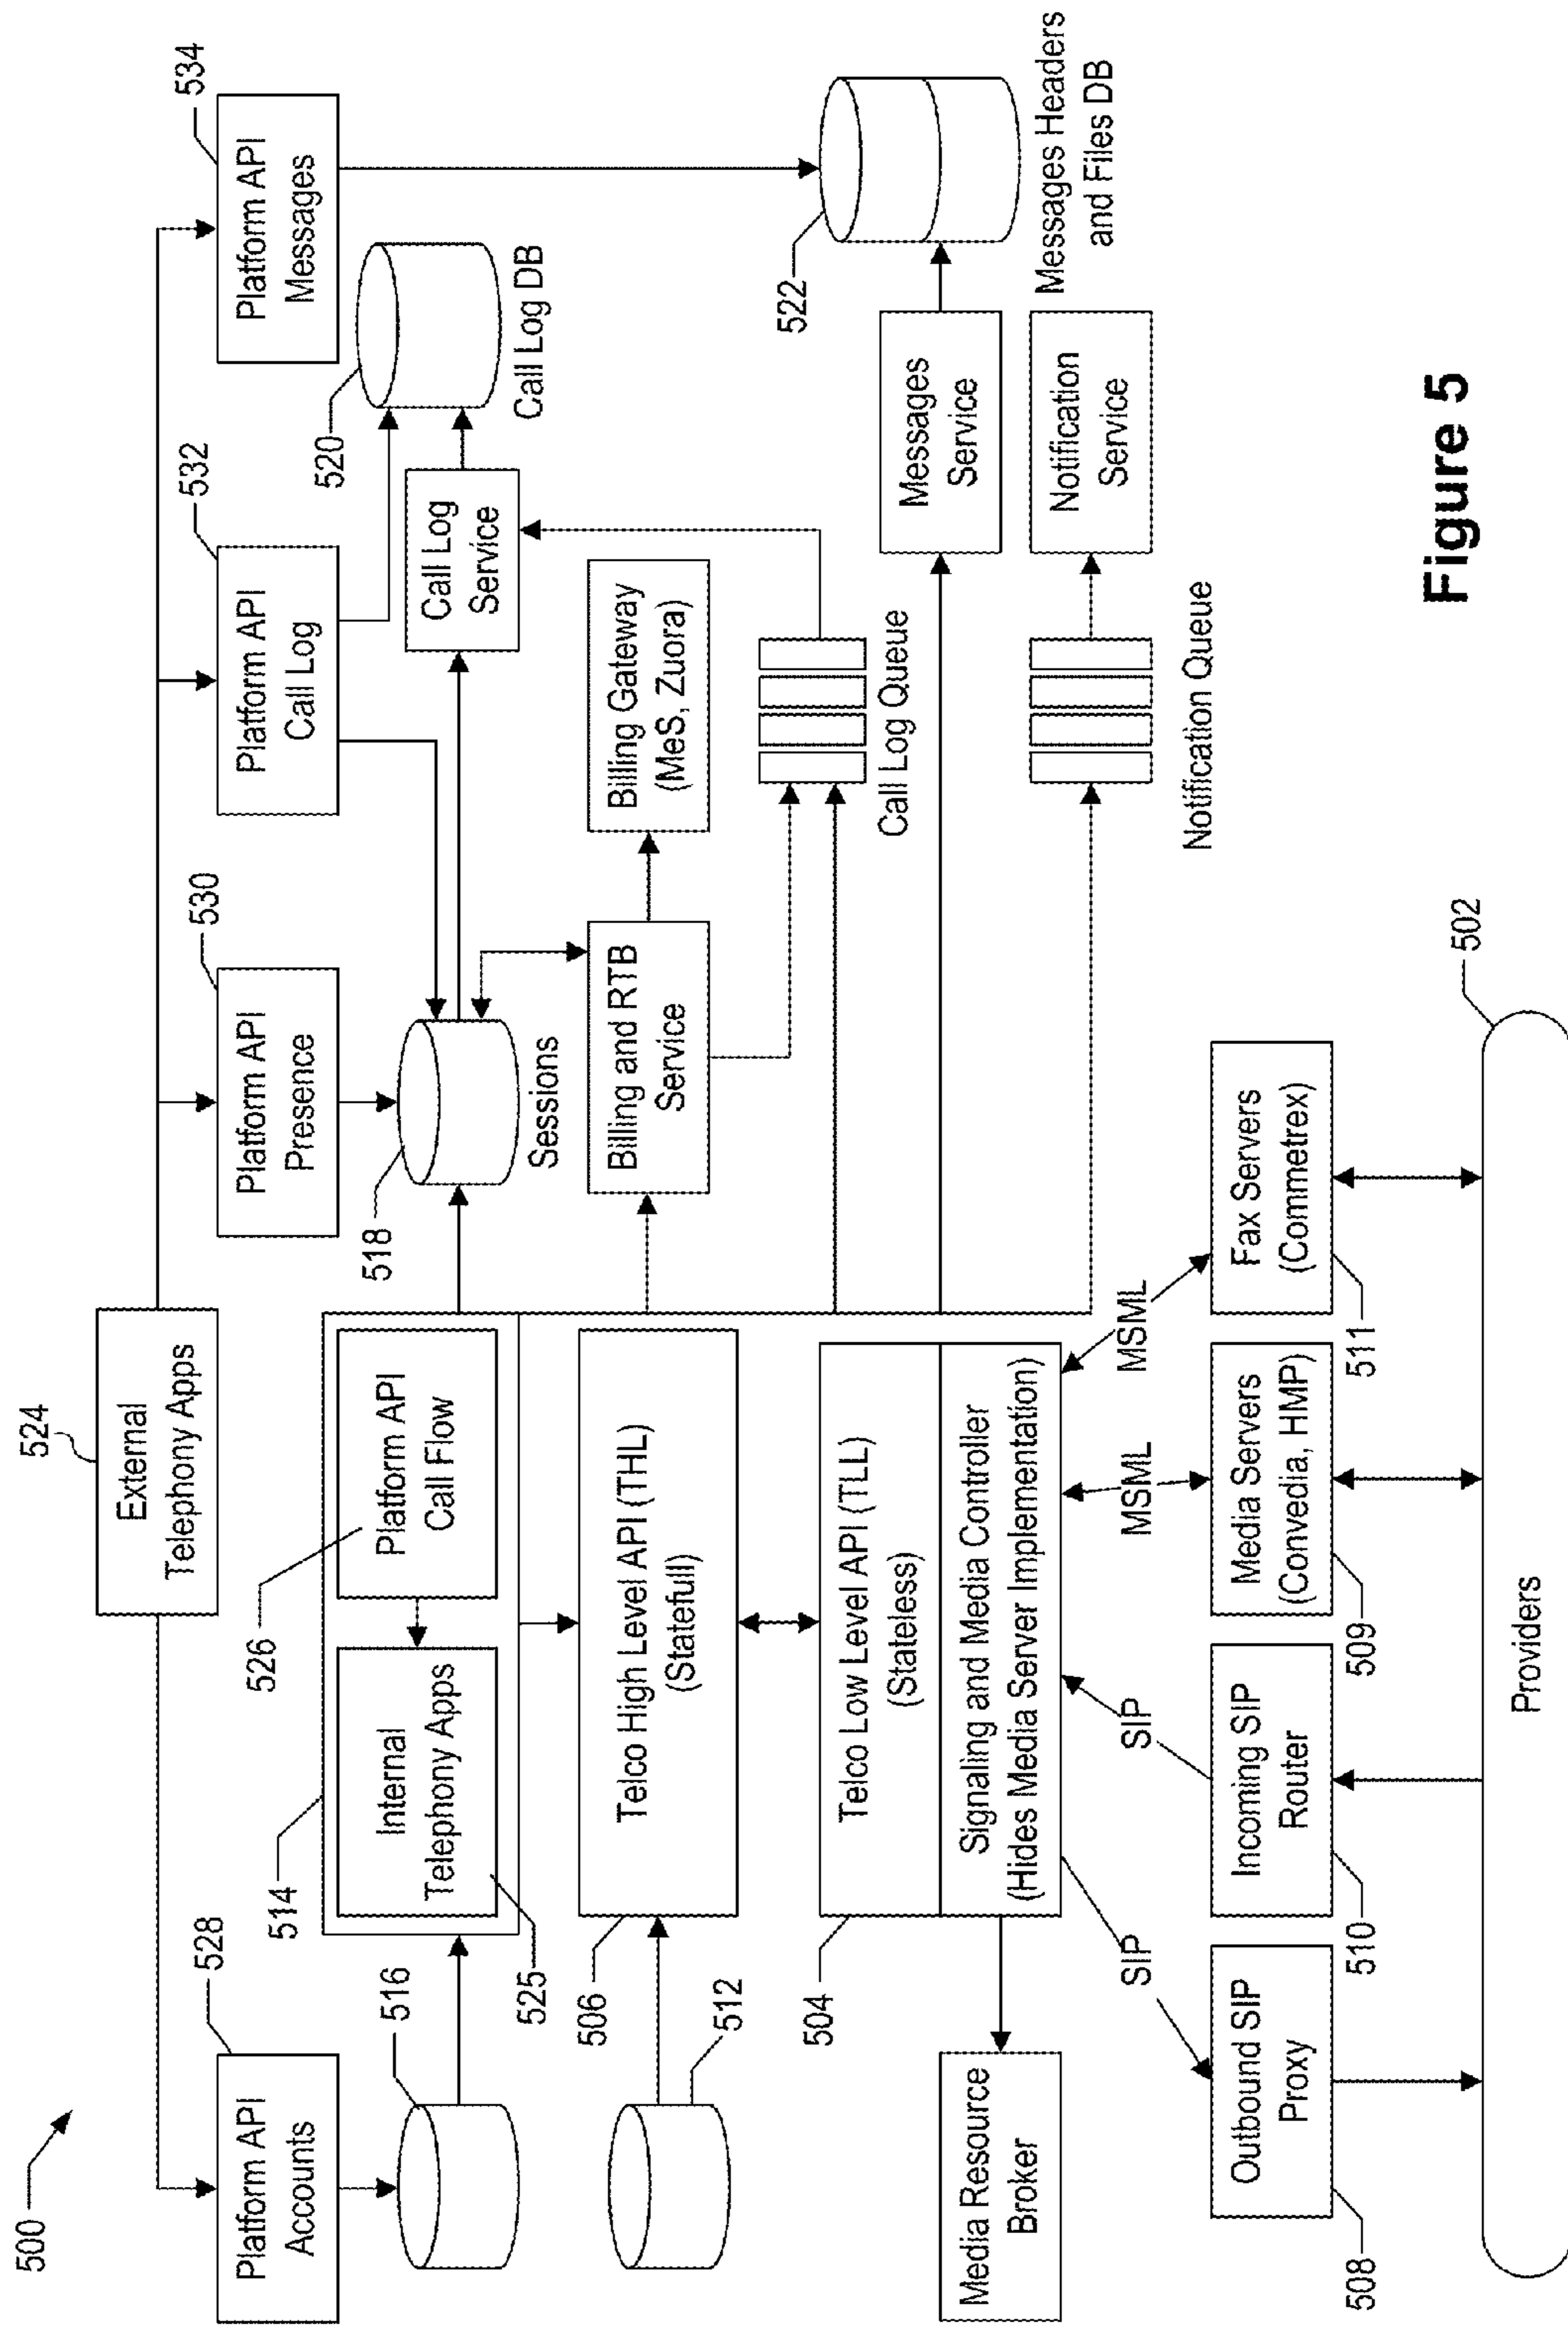 500
524
External
Telephony Apps
528
Platform API
Accounts
530
Platform API
Presence
532
Platform API
Call Log
534
Platform API
Messages
516
514
526
Internal
Telephony Apps
Platform API
Call Flow
525
518
Sessions
Call Log
Service
520
Call Log DB
506
512
Telco High Level API (THL)
(Statefull)
Billing and RTB
Service
Billing Gateway
(MeS, Zuora)
Call Log Queue
504
Telco Low Level API (TLL)
(Stateless)
Signaling and Media Controller
(Hides Media Server Implementation)
Media Resource
Broker
Messages
Service
522
Messages Headers
and Files DB
Notification
Service
Notification Queue
SIP
SIP
MSML
MSML
Outbound SIP
Proxy
508
Incoming SIP
Router
510
Media Servers
(Convedia, HMP)
509
Fax Servers
(Commetrex)
511
502
Providers
Figure 5